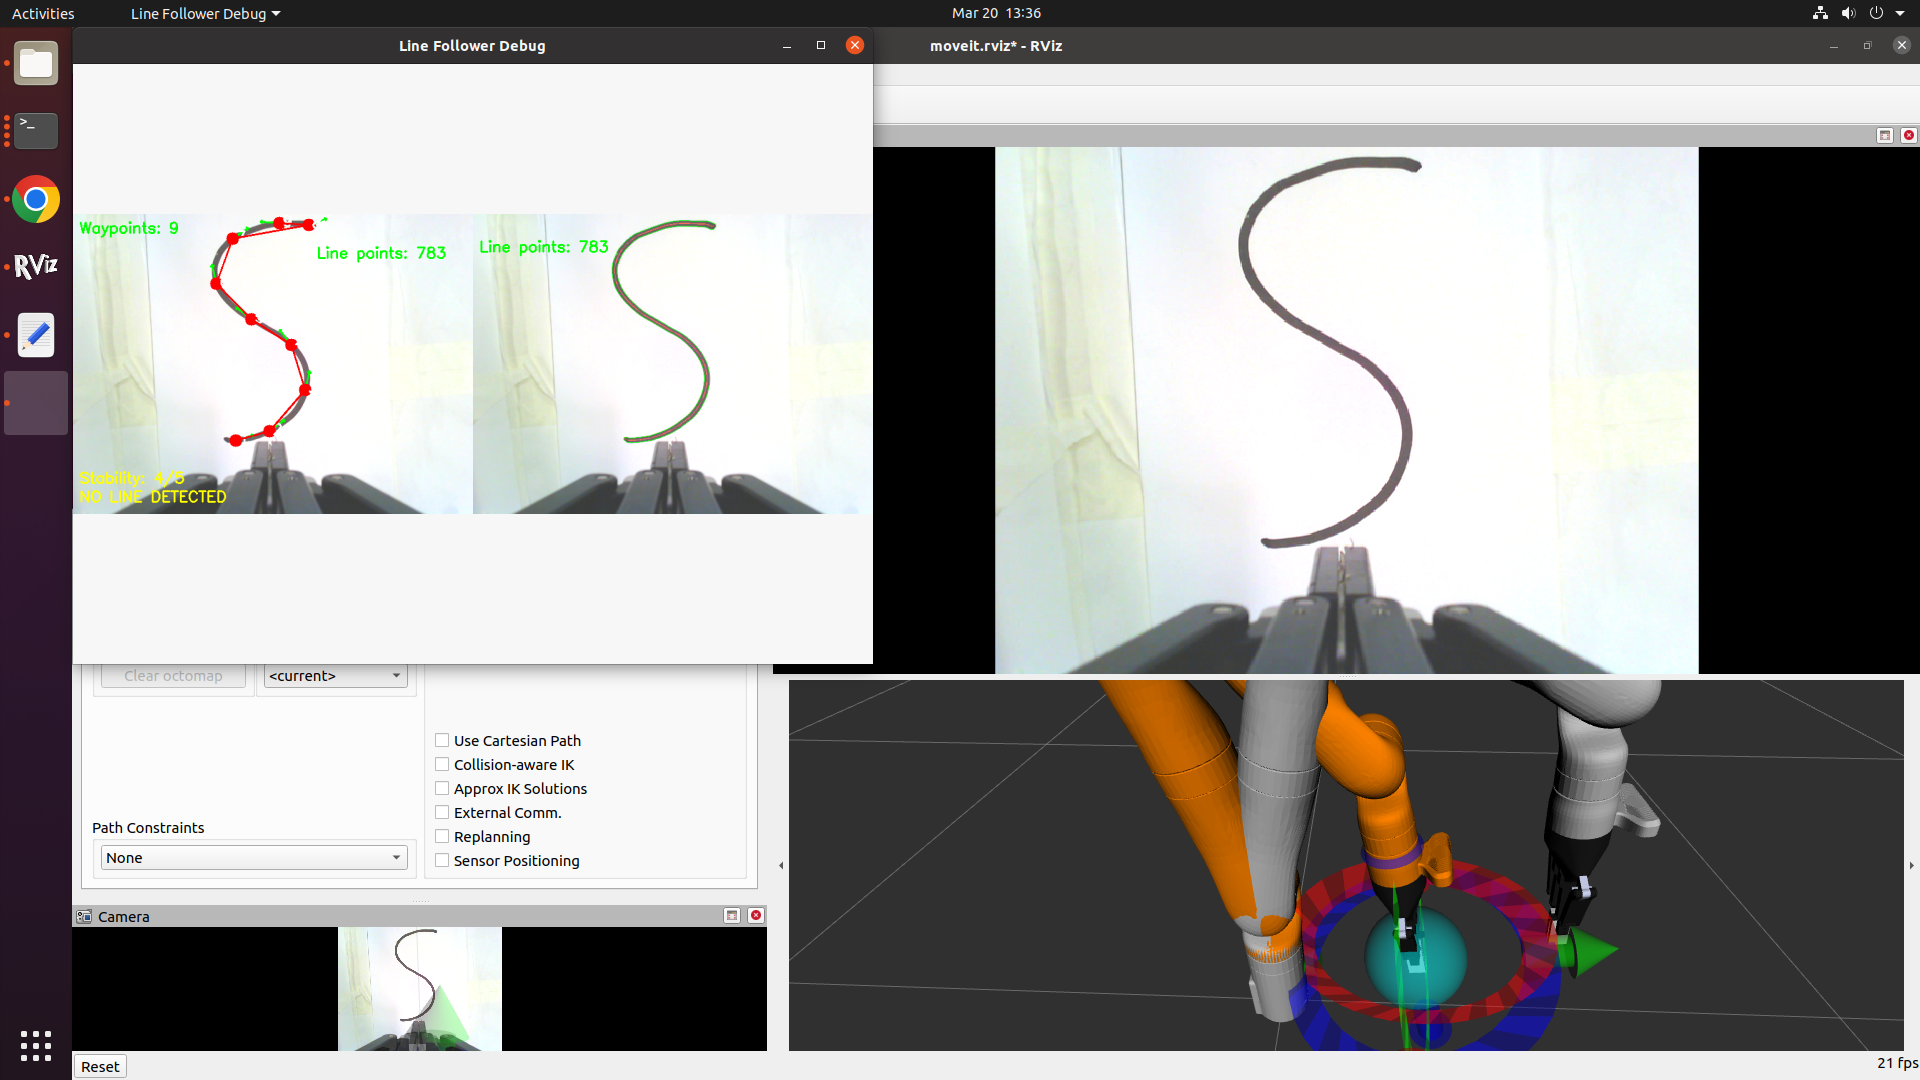 Activities
Line Follower Debug
Mar 20 13:36
Line Follower Debug
moveit.rviz* - RViz
>_
RViz
Waypoints: 9
Line points: 783
Line points: 783
Stability: 4/5
NO LINE DETECTED
Clear octomap
<current>
Use Cartesian Path
Collision-aware IK
Approx IK Solutions
External Comm.
Replanning
Sensor Positioning
Path Constraints
None
Camera
Reset
21 fps